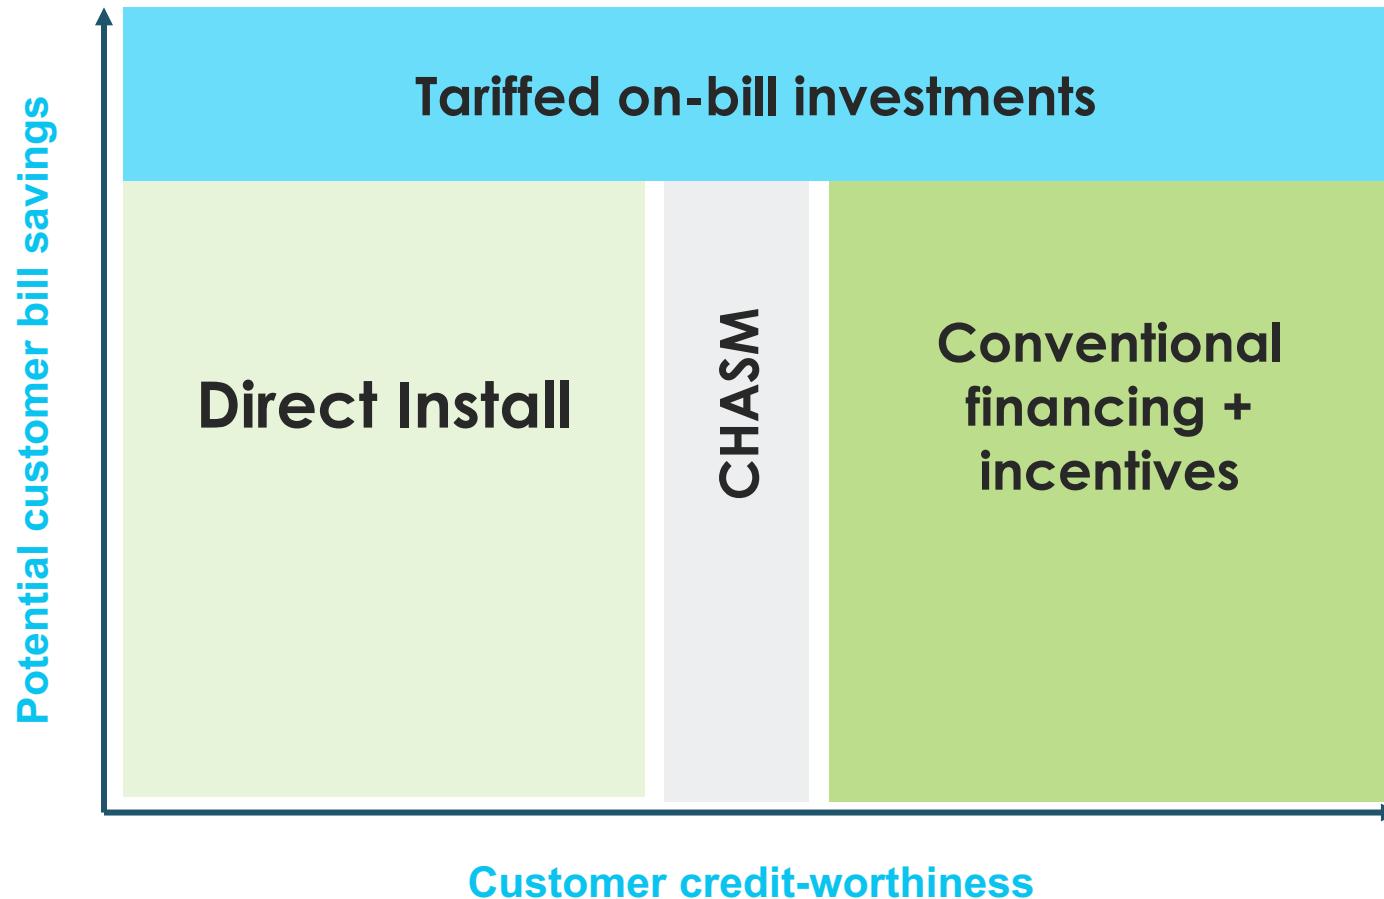 Potential customer bill savings
Tariffed on-bill investments
Direct Install
CHASM
Conventional
financing +
incentives
Customer credit-worthiness